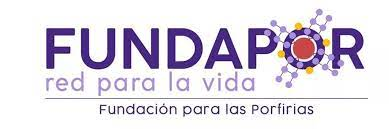 FUNDAPOR
red para la vida
Fundación para las Porfirias